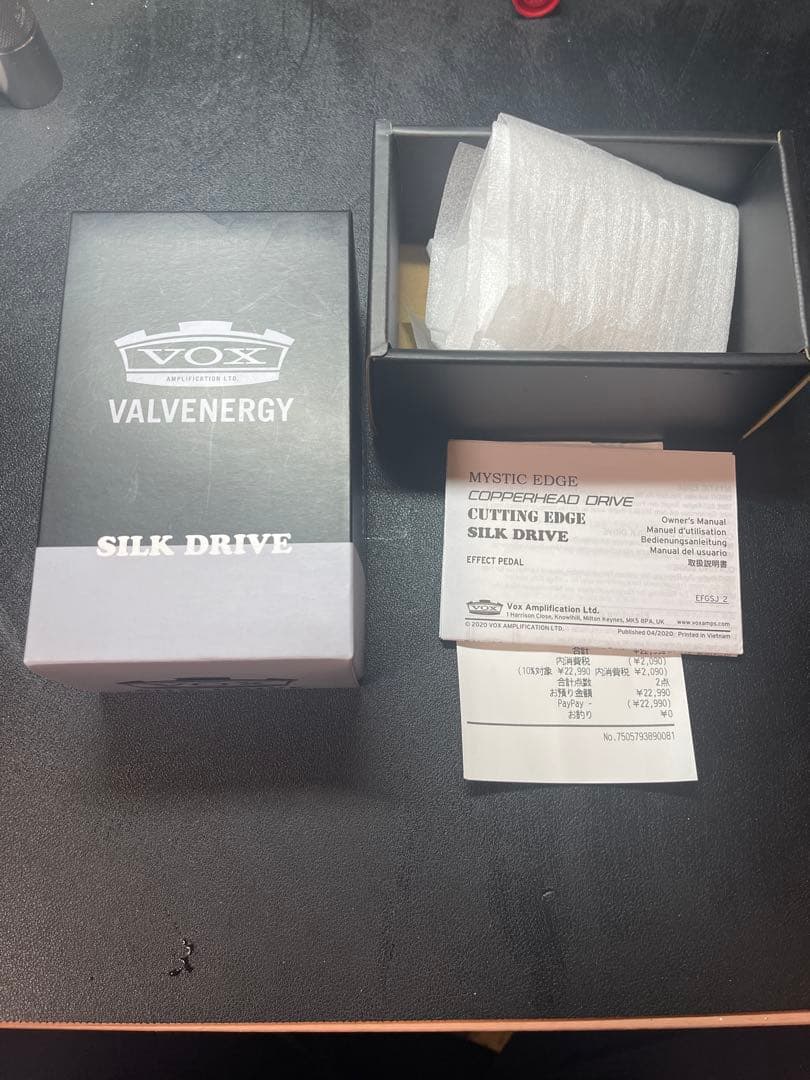 VOX
AMPLIFICATION LTD.
VALVENERGY
SILK DRIVE
MYSTIC EDGE
COPPERHEAD DRIVE
CUTTING EDGE
SILK DRIVE
EFFECT PEDAL
Owner's Manual
Manuel d'utilisation
Bedienungsanleitung
Manual del usuario
取扱説明書
EFGSJ 2
VOX
Vox Amplification Ltd.
1 Harrison Close, Knowlhill, Milton Keynes, MK5 8PA, UK www.voxamps.com
© 2020 VOX AMPLIFICATION LTD. Published 04/2020 Printed in Vietnam
合計
内消費税 (¥2,090)
(10%対象 ¥22,990 内消費税 ¥2,090)
合計点数 2点
お預り金額 ¥22,990
PayPay - (¥22,990)
お釣り ¥0
No.7505793890081